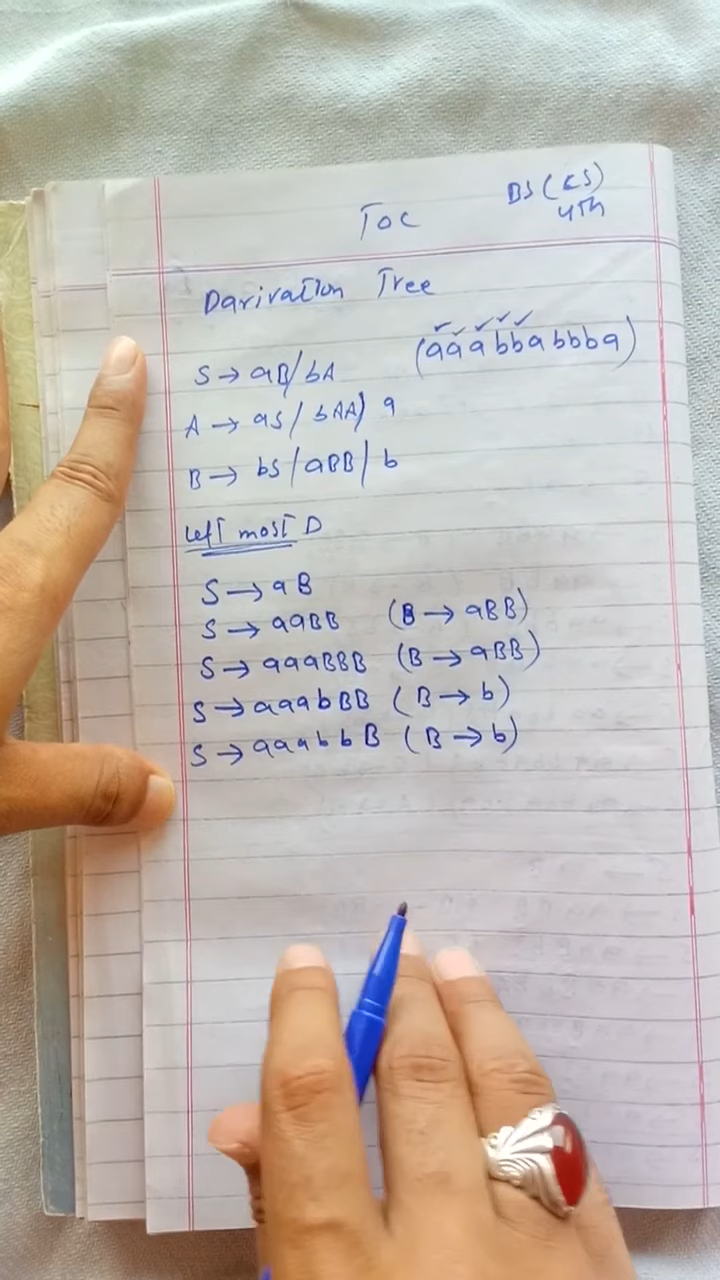 TOC
BS(CS)
4th
Darivation Tree
(aaabbabbba)
S → aB/bA
A → aS/bAA/a
B → bS/aBB/b
Left most D
S → aB
S → aaBB (B → aBB)
S → aaaBBB (B → aBB)
S → aaabBB (B → b)
S → aaabbB (B → b)